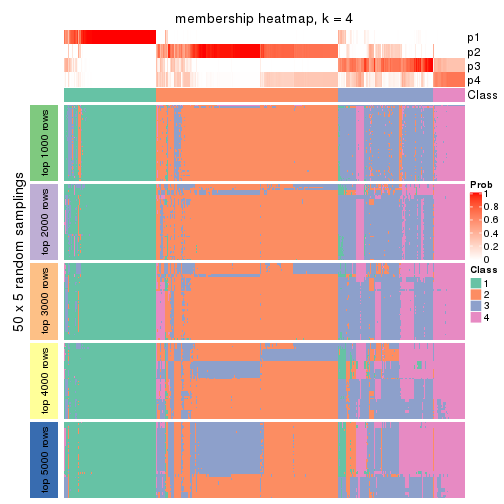 membership heatmap, k = 4
p1
p2
p3
p4
Class
50 x 5 random samplings
top 1000 rows
top 2000 rows
top 3000 rows
top 4000 rows
top 5000 rows
Prob
1
0.8
0.6
0.4
0.2
0
Class
1
2
3
4